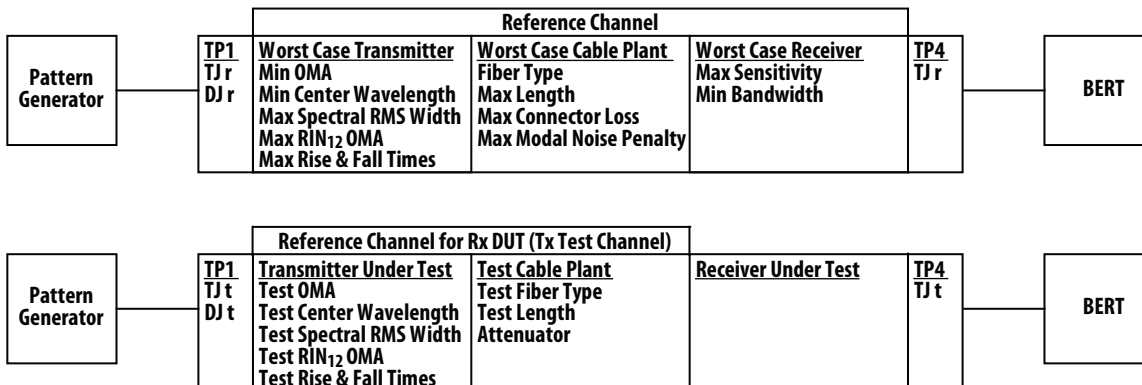 Reference Channel
Pattern
Generator
TP1
TJ r
DJ r
Worst Case Transmitter
Min OMA
Min Center Wavelength
Max Spectral RMS Width
Max RIN12 OMA
Max Rise & Fall Times
Worst Case Cable Plant
Fiber Type
Max Length
Max Connector Loss
Max Modal Noise Penalty
Worst Case Receiver
Max Sensitivity
Min Bandwidth
TP4
TJ r
BERT
Reference Channel for Rx DUT (Tx Test Channel)
Pattern
Generator
TP1
TJ t
DJ t
Transmitter Under Test
Test OMA
Test Center Wavelength
Test Spectral RMS Width
Test RIN12 OMA
Test Rise & Fall Times
Test Cable Plant
Test Fiber Type
Test Length
Attenuator
Receiver Under Test
TP4
TJ t
BERT